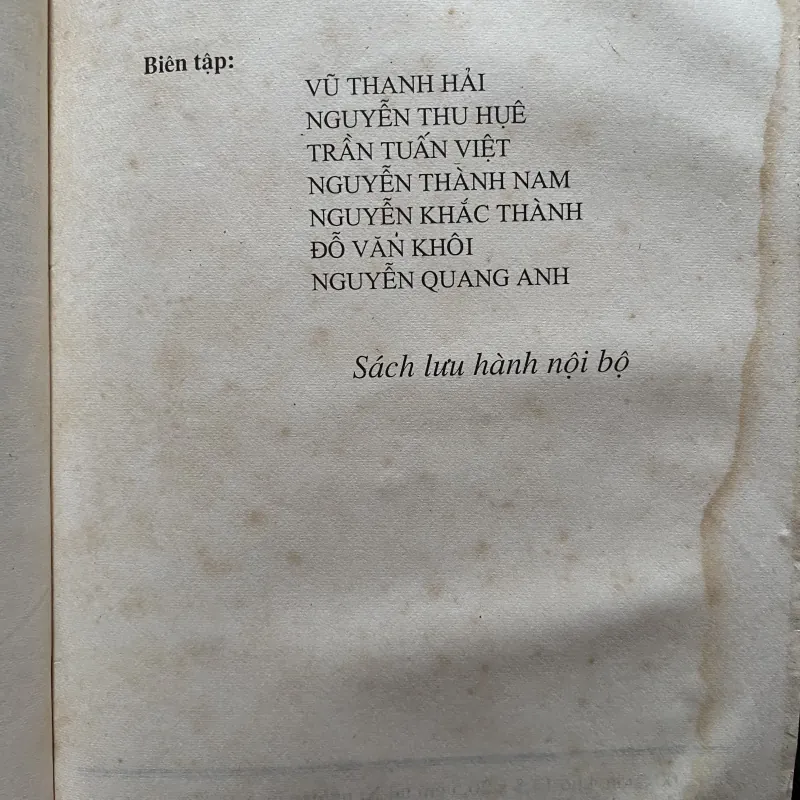 Biên tập:
VŨ THANH HẢI
NGUYỄN THU HUỆ
TRẦN TUẤN VIỆT
NGUYỄN THÀNH NAM
NGUYỄN KHẮC THÀNH
ĐỖ VĂN KHÔI
NGUYỄN QUANG ANH
Sách lưu hành nội bộ